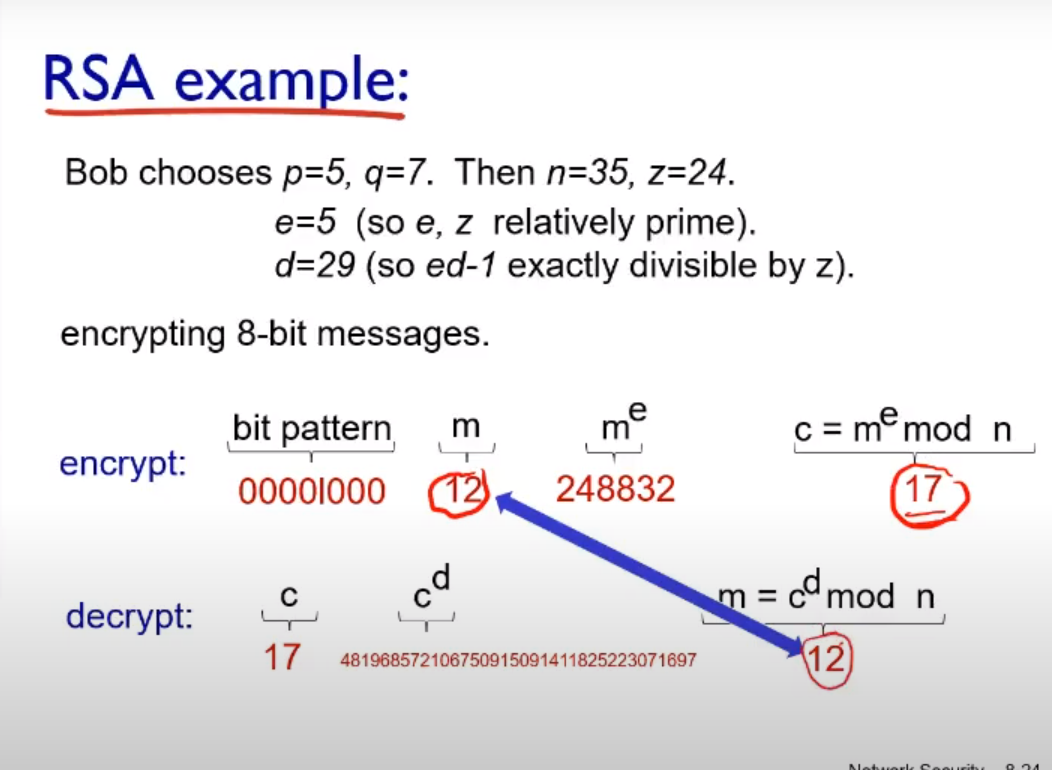 RSA example:
Bob chooses p=5, q=7. Then n=35, z=24.
e=5 (so e, z relatively prime).
d=29 (so ed-1 exactly divisible by z).
encrypting 8-bit messages.
bit pattern m m^e c = m^e mod n
encrypt: 0000l000 12 248832 17
c c^d m = c^d mod n
decrypt: 17 481968572106750915091411825223071697 12
Network Security 8-24